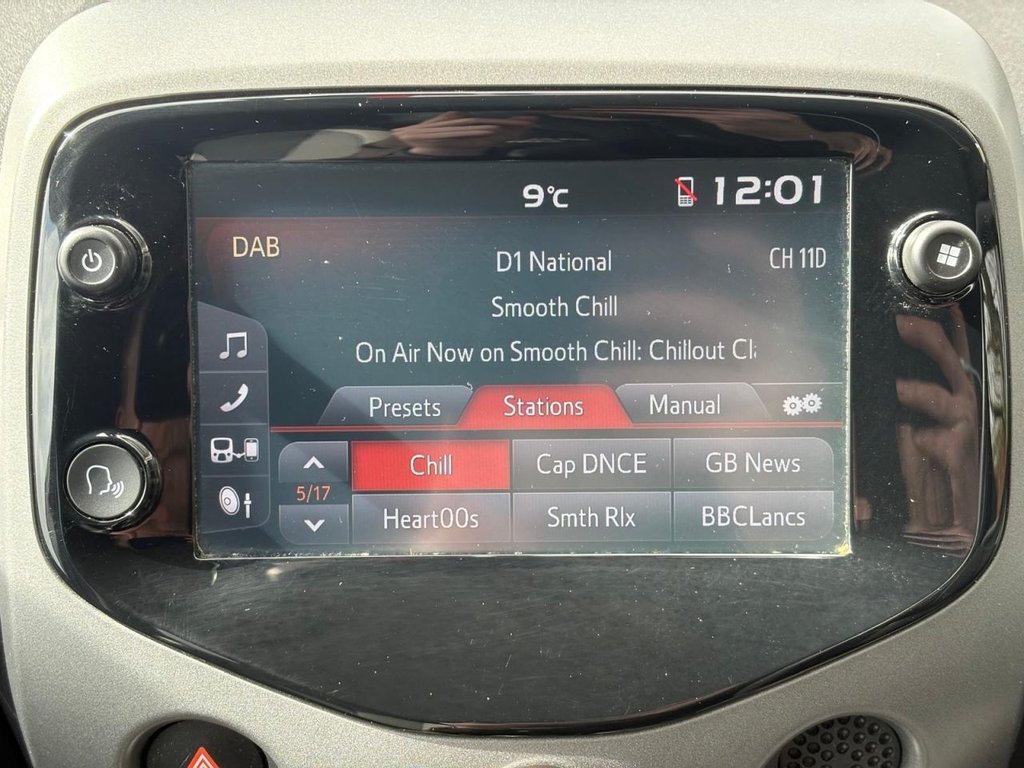 9°C 12:01
DAB D1 National CH 11D
Smooth Chill
On Air Now on Smooth Chill: Chillout Cl
Presets Stations Manual
Chill Cap DNCE GB News
5/17
Heart00s Smth Rlx BBCLancs